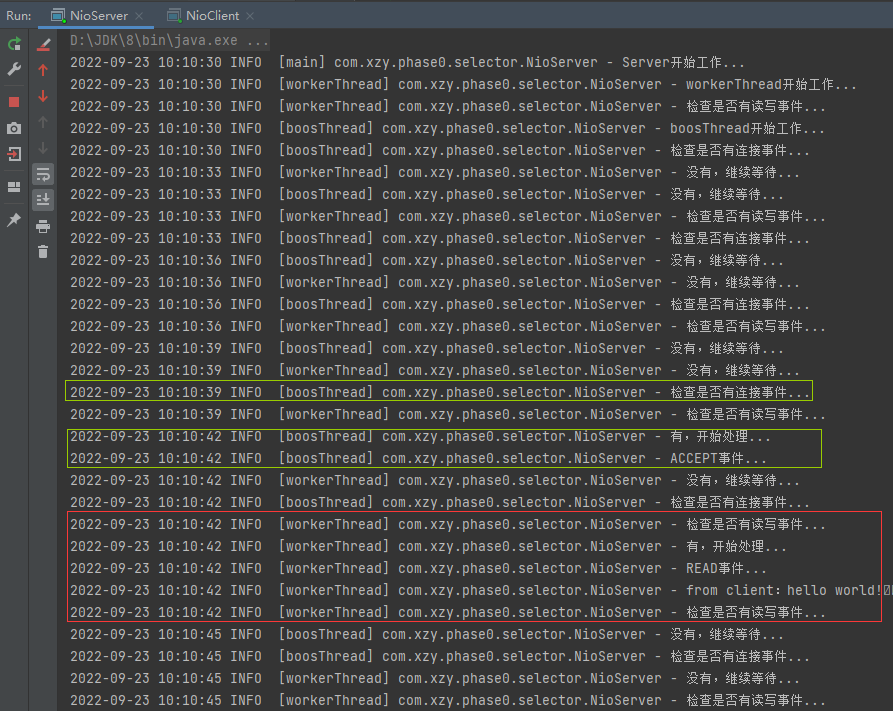 Run: NioServer × NioClient ×
D:\JDK\8\bin\java.exe ...
2022-09-23 10:10:30 INFO [main] com.xzy.phase0.selector.NioServer - Server开始工作...
2022-09-23 10:10:30 INFO [workerThread] com.xzy.phase0.selector.NioServer - workerThread开始工作...
2022-09-23 10:10:30 INFO [workerThread] com.xzy.phase0.selector.NioServer - 检查是否有读写事件...
2022-09-23 10:10:30 INFO [boosThread] com.xzy.phase0.selector.NioServer - boosThread开始工作...
2022-09-23 10:10:30 INFO [boosThread] com.xzy.phase0.selector.NioServer - 检查是否有连接事件...
2022-09-23 10:10:33 INFO [workerThread] com.xzy.phase0.selector.NioServer - 没有，继续等待...
2022-09-23 10:10:33 INFO [boosThread] com.xzy.phase0.selector.NioServer - 没有，继续等待...
2022-09-23 10:10:33 INFO [workerThread] com.xzy.phase0.selector.NioServer - 检查是否有读写事件...
2022-09-23 10:10:33 INFO [boosThread] com.xzy.phase0.selector.NioServer - 检查是否有连接事件...
2022-09-23 10:10:36 INFO [boosThread] com.xzy.phase0.selector.NioServer - 没有，继续等待...
2022-09-23 10:10:36 INFO [workerThread] com.xzy.phase0.selector.NioServer - 没有，继续等待...
2022-09-23 10:10:36 INFO [boosThread] com.xzy.phase0.selector.NioServer - 检查是否有连接事件...
2022-09-23 10:10:36 INFO [workerThread] com.xzy.phase0.selector.NioServer - 检查是否有读写事件...
2022-09-23 10:10:39 INFO [boosThread] com.xzy.phase0.selector.NioServer - 没有，继续等待...
2022-09-23 10:10:39 INFO [workerThread] com.xzy.phase0.selector.NioServer - 没有，继续等待...
2022-09-23 10:10:39 INFO [boosThread] com.xzy.phase0.selector.NioServer - 检查是否有连接事件...
2022-09-23 10:10:39 INFO [workerThread] com.xzy.phase0.selector.NioServer - 检查是否有读写事件...
2022-09-23 10:10:42 INFO [boosThread] com.xzy.phase0.selector.NioServer - 有，开始处理...
2022-09-23 10:10:42 INFO [boosThread] com.xzy.phase0.selector.NioServer - ACCEPT事件...
2022-09-23 10:10:42 INFO [workerThread] com.xzy.phase0.selector.NioServer - 没有，继续等待...
2022-09-23 10:10:42 INFO [boosThread] com.xzy.phase0.selector.NioServer - 检查是否有连接事件...
2022-09-23 10:10:42 INFO [workerThread] com.xzy.phase0.selector.NioServer - 检查是否有读写事件...
2022-09-23 10:10:42 INFO [workerThread] com.xzy.phase0.selector.NioServer - 有，开始处理...
2022-09-23 10:10:42 INFO [workerThread] com.xzy.phase0.selector.NioServer - READ事件...
2022-09-23 10:10:42 INFO [workerThread] com.xzy.phase0.selector.NioServer - from client：hello world!
2022-09-23 10:10:42 INFO [workerThread] com.xzy.phase0.selector.NioServer - 检查是否有读写事件...
2022-09-23 10:10:45 INFO [boosThread] com.xzy.phase0.selector.NioServer - 没有，继续等待...
2022-09-23 10:10:45 INFO [boosThread] com.xzy.phase0.selector.NioServer - 检查是否有连接事件...
2022-09-23 10:10:45 INFO [workerThread] com.xzy.phase0.selector.NioServer - 没有，继续等待...
2022-09-23 10:10:45 INFO [workerThread] com.xzy.phase0.selector.NioServer - 检查是否有读写事件...